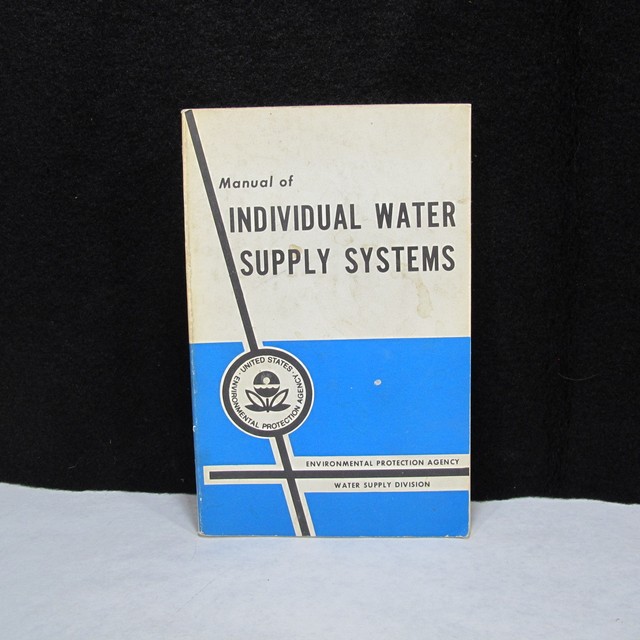 Manual of
INDIVIDUAL WATER
SUPPLY SYSTEMS
UNITED STATES
ENVIRONMENTAL PROTECTION AGENCY
ENVIRONMENTAL PROTECTION AGENCY
WATER SUPPLY DIVISION